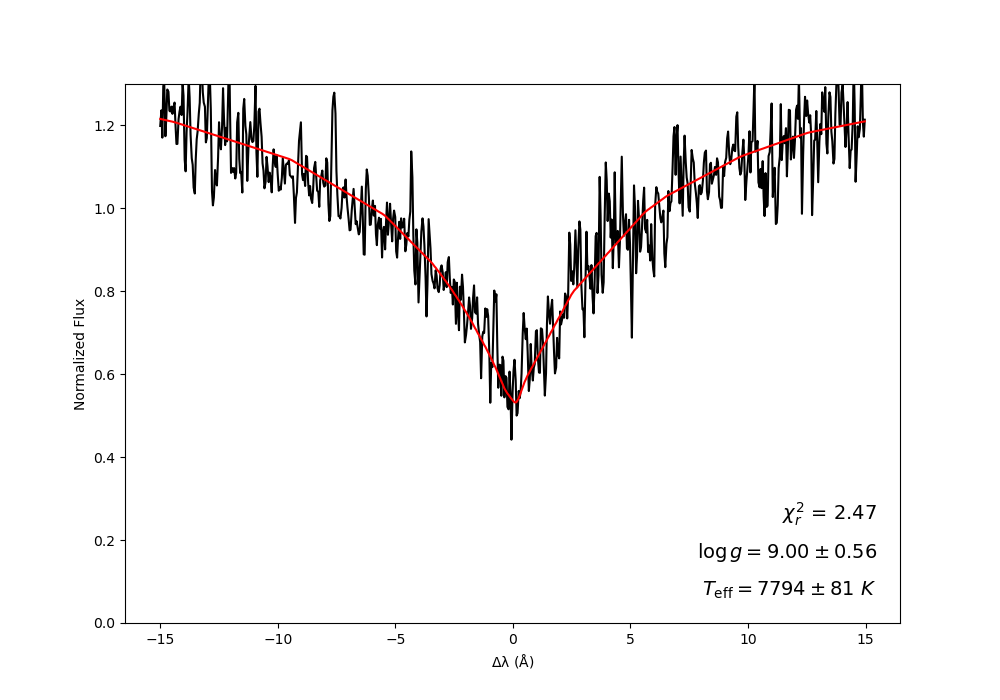 Normalized Flux
1.2
1.0
0.8
0.6
0.4
0.2
0.0
−15
−10
−5
0
5
10
15
Δλ (Å)
χ²ᵣ = 2.47
log g = 9.00 ± 0.56
T_eff = 7794 ± 81 K